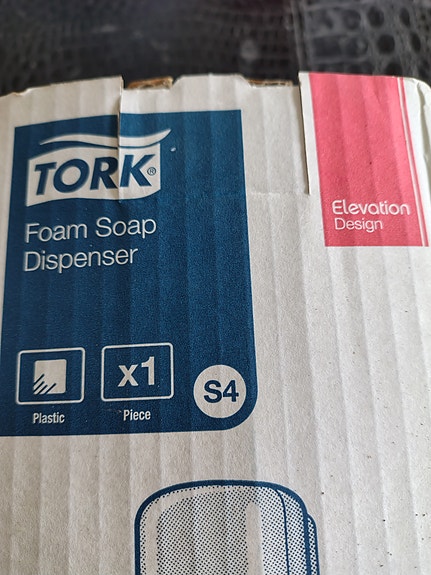 TORK®
Foam Soap
Dispenser
Elevation
Design
x1
S4
Plastic
Piece